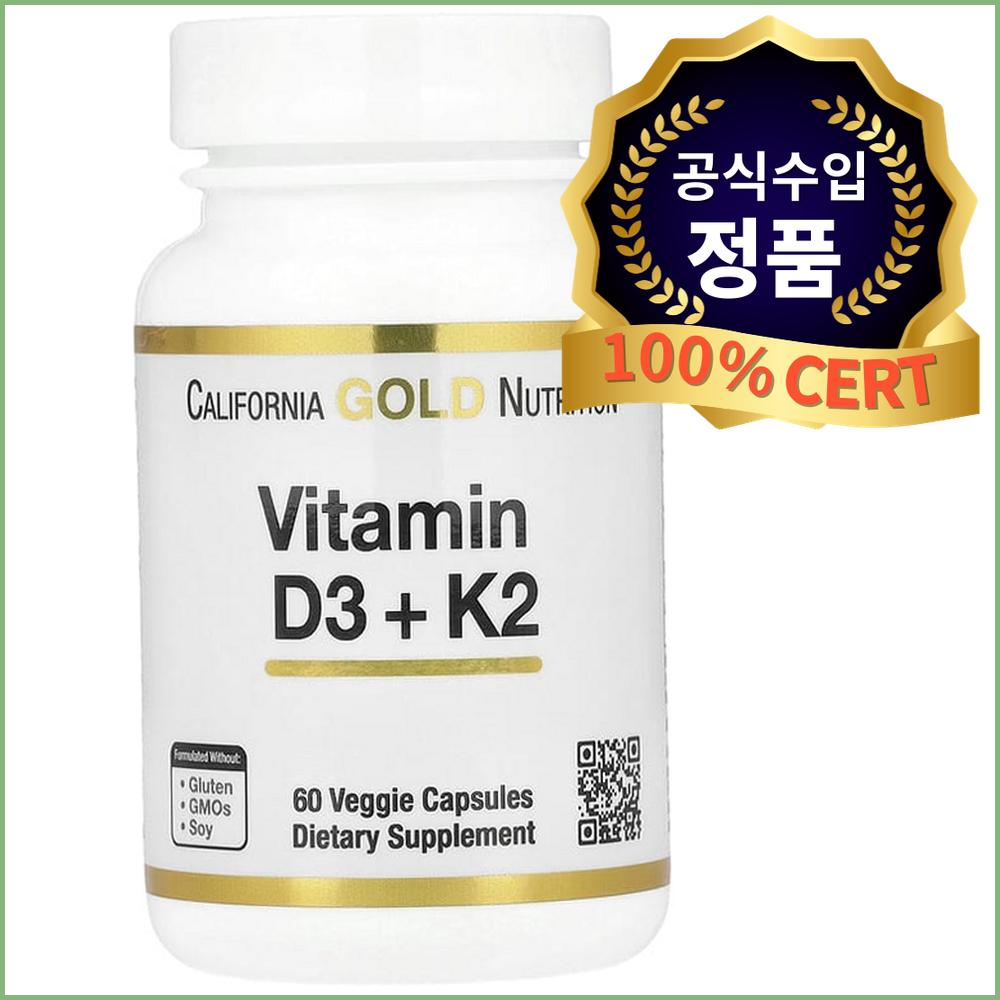 공식수입
정품
100% CERT
CALIFORNIA GOLD NUTRITION
Vitamin
D3 + K2
Formulated Without:
• Gluten
• GMOs
• Soy
60 Veggie Capsules
Dietary Supplement